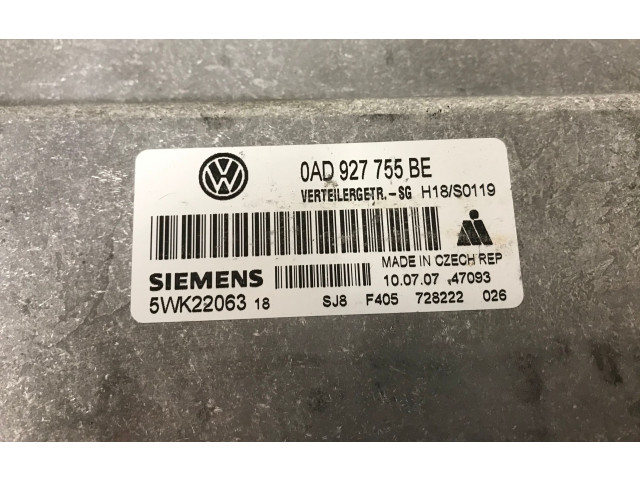 VW
0AD 927 755 BE
VERTEILERGETR.-SG H18/S0119
MADE IN CZECH REP
SIEMENS 10.07.07 47093
5WK22063 18 SJ8 F405 728222 026